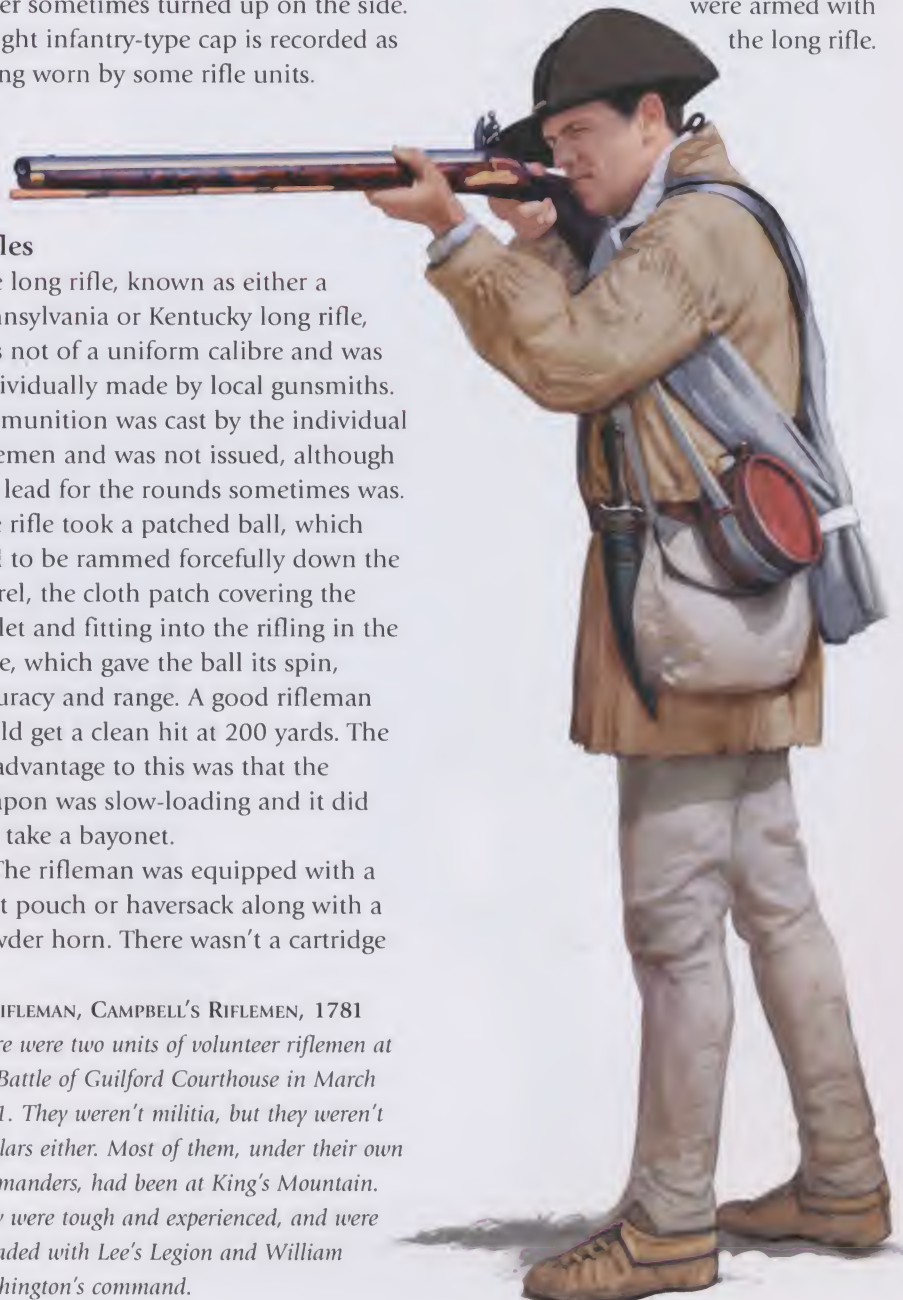 er sometimes turned up on the side.
ght infantry-type cap is recorded as
ng worn by some rifle units.
were armed with
the long rifle.
les
long rifle, known as either a
nnsylvania or Kentucky long rifle,
s not of a uniform calibre and was
ividually made by local gunsmiths.
munition was cast by the individual
emen and was not issued, although
lead for the rounds sometimes was.
rifle took a patched ball, which
to be rammed forcefully down the
rel, the cloth patch covering the
let and fitting into the rifling in the
e, which gave the ball its spin,
uracy and range. A good rifleman
ld get a clean hit at 200 yards. The
advantage to this was that the
apon was slow-loading and it did
take a bayonet.
The rifleman was equipped with a
t pouch or haversack along with a
wder horn. There wasn't a cartridge
IFLEMAN, CAMPBELL'S RIFLEMEN, 1781
re were two units of volunteer riflemen at
Battle of Guilford Courthouse in March
1. They weren't militia, but they weren't
lars either. Most of them, under their own
manders, had been at King's Mountain.
y were tough and experienced, and were
aded with Lee's Legion and William
hington's command.